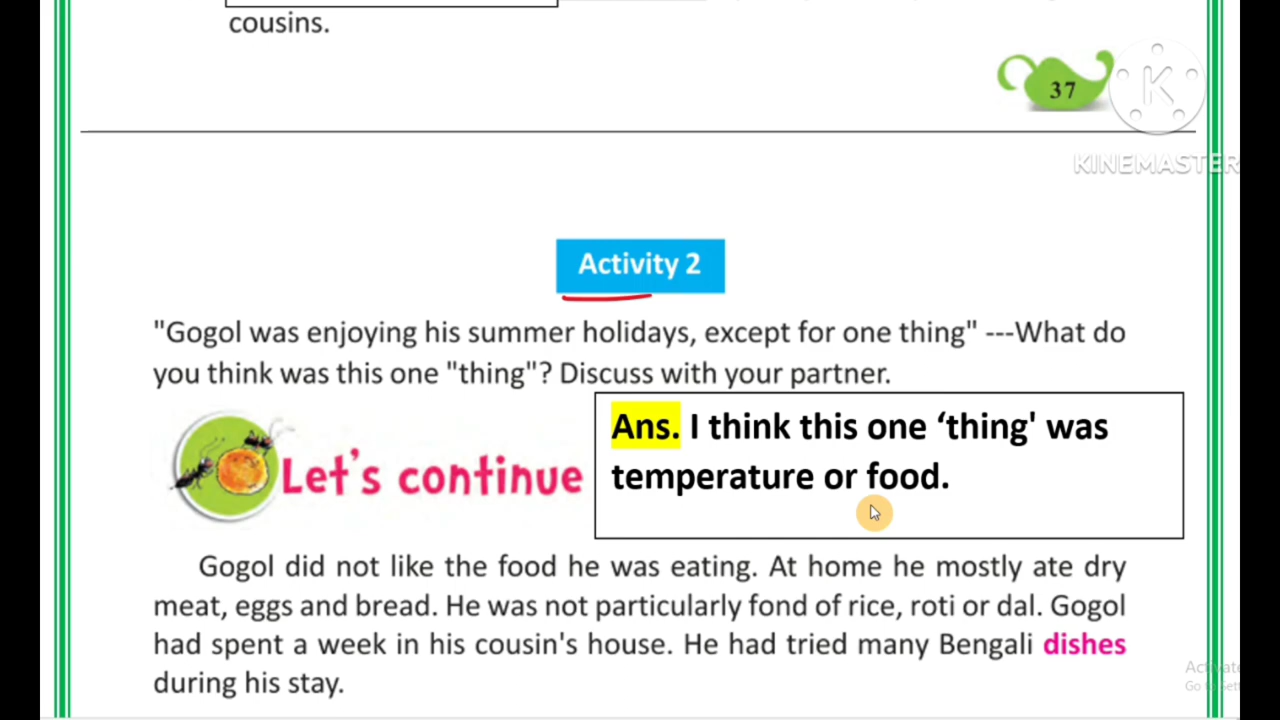 cousins.
37
K
KINEMASTER
Activity 2
"Gogol was enjoying his summer holidays, except for one thing" ---What do
you think was this one "thing"? Discuss with your partner.
Ans. I think this one ‘thing' was
temperature or food.
Let's continue
Gogol did not like the food he was eating. At home he mostly ate dry
meat, eggs and bread. He was not particularly fond of rice, roti or dal. Gogol
had spent a week in his cousin's house. He had tried many Bengali dishes
during his stay.